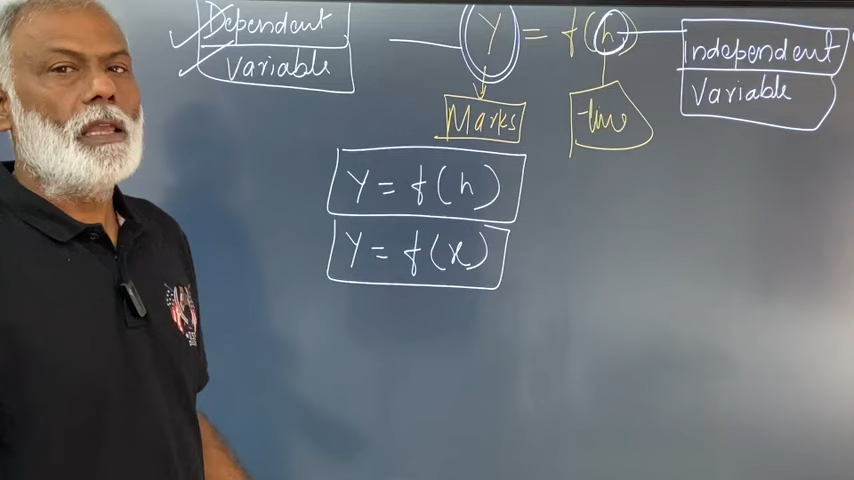 Dependent
Variable
Y = f(h)
Independent
Variable
Marks
time
Y = f(h)
Y = f(x)